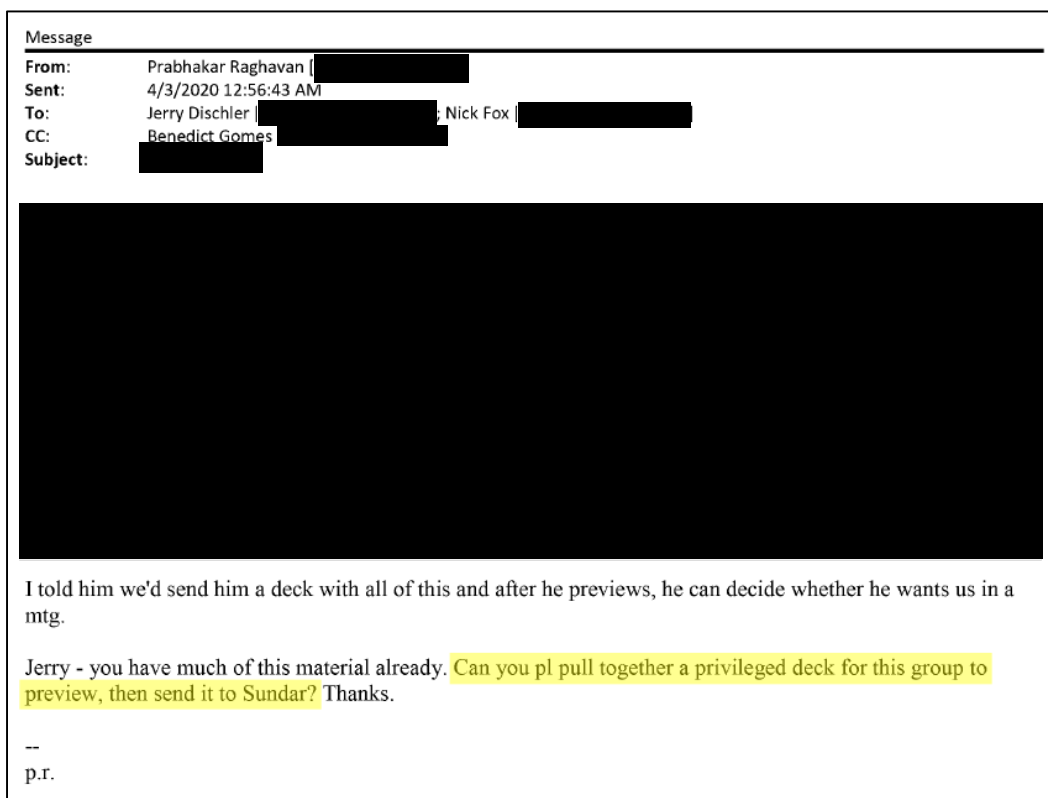 Message
From: Prabhakar Raghavan [
Sent: 4/3/2020 12:56:43 AM
To: Jerry Dischler [ ; Nick Fox [ ]
CC: Benedict Gomes
Subject:
I told him we'd send him a deck with all of this and after he previews, he can decide whether he wants us in a
mtg.
Jerry - you have much of this material already. Can you pl pull together a privileged deck for this group to
preview, then send it to Sundar? Thanks.
--
p.r.